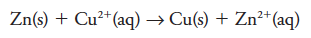 Zn(s) + Cu²⁺(aq) → Cu(s) + Zn²⁺(aq)